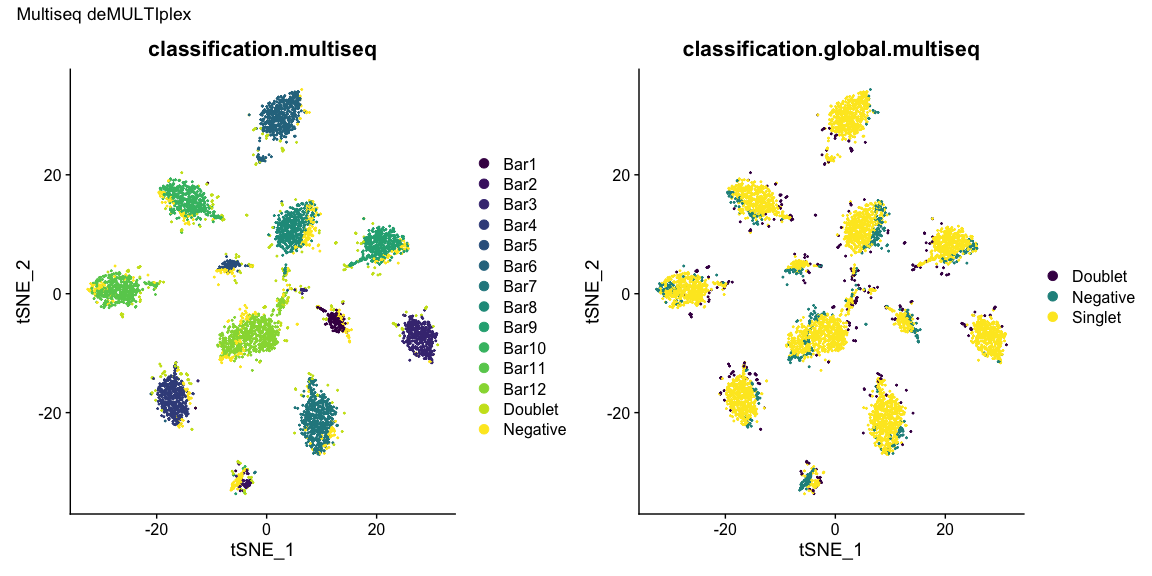 Multiseq deMULTIplex
classification.multiseq
20
0
-20
tSNE_2
-20
0
20
tSNE_1
Bar1
Bar2
Bar3
Bar4
Bar5
Bar6
Bar7
Bar8
Bar9
Bar10
Bar11
Bar12
Doublet
Negative
classification.global.multiseq
20
0
-20
tSNE_2
-20
0
20
tSNE_1
Doublet
Negative
Singlet